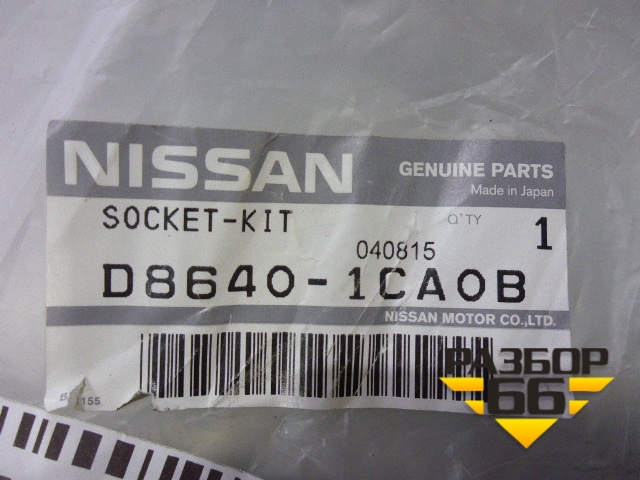 NISSAN
GENUINE PARTS
Made in Japan
SOCKET-KIT
Q'TY 1
040815
D8640-1CA0B
NISSAN MOTOR CO.,LTD.
1155
РАЗБОР
66